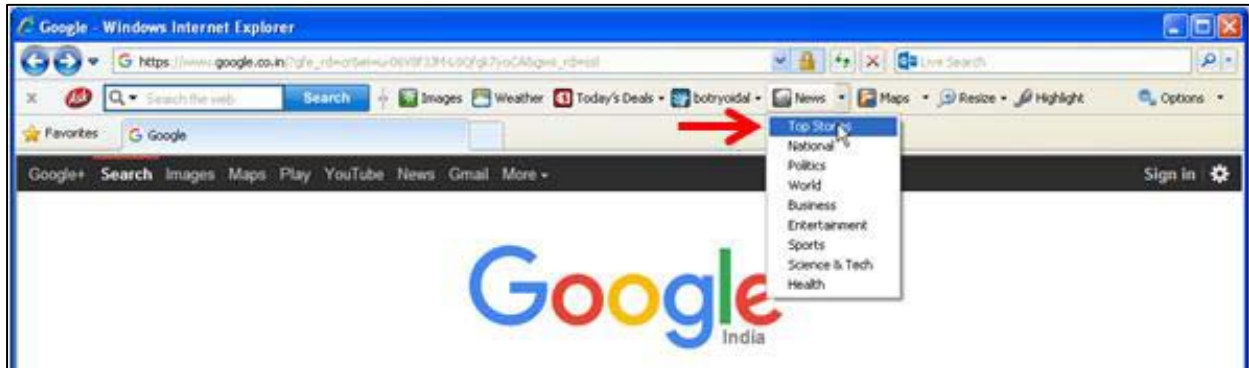 Google - Windows Internet Explorer
https://www.google.co.in Live Search
Ask Search the web Search Images Weather Today's Deals botryoidal News Maps Resize Highlight Options
Favorites Google
Google+ Search Images Maps Play YouTube News Gmail More Sign in
Top Stories
National
Politics
World
Business
Entertainment
Sports
Science & Tech
Health
Google
India